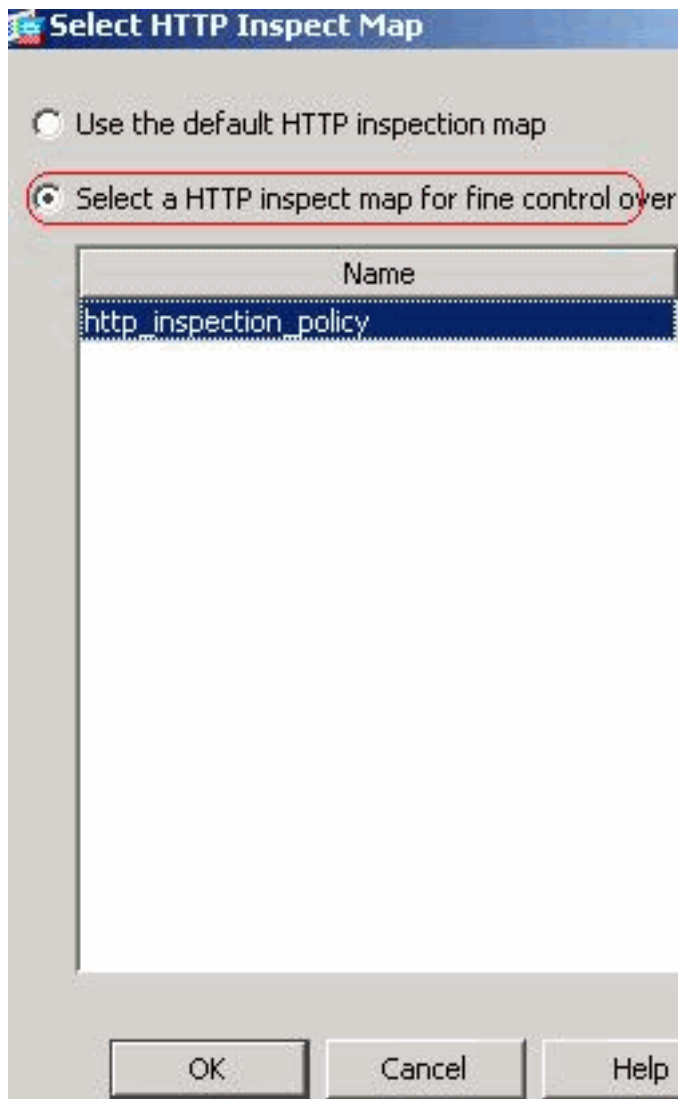 Select HTTP Inspect Map
Use the default HTTP inspection map
Select a HTTP inspect map for fine control over
Name
http_inspection_policy
OK Cancel Help